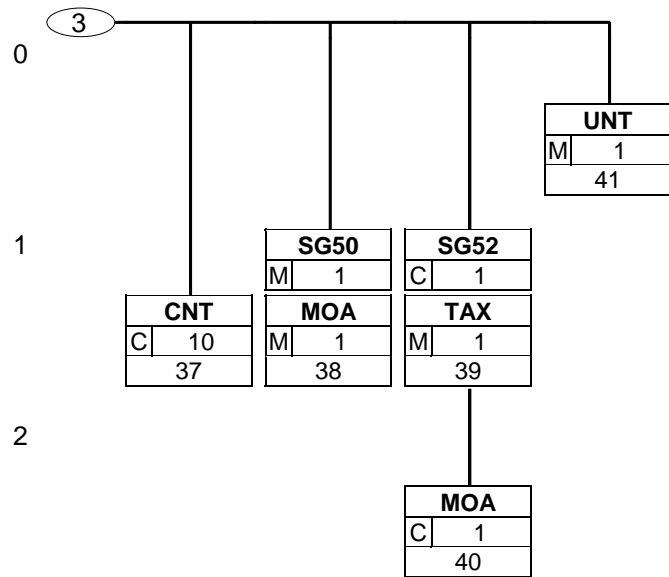 3
0
UNT
M 1
41
1
SG50 SG52
M 1 C 1
CNT MOA TAX
C 10 M 1 M 1
37 38 39
2
MOA
C 1
40